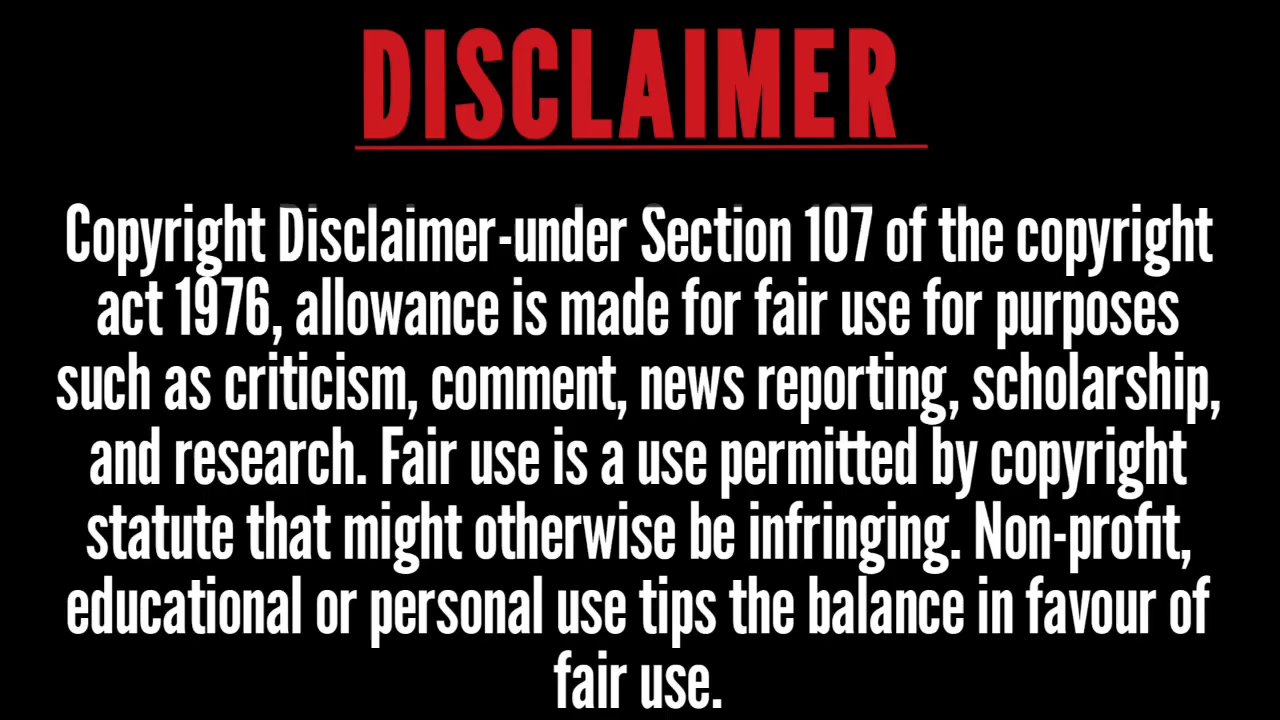 DISCLAIMER
Copyright Disclaimer-under Section 107 of the copyright
act 1976, allowance is made for fair use for purposes
such as criticism, comment, news reporting, scholarship,
and research. Fair use is a use permitted by copyright
statute that might otherwise be infringing. Non-profit,
educational or personal use tips the balance in favour of
fair use.